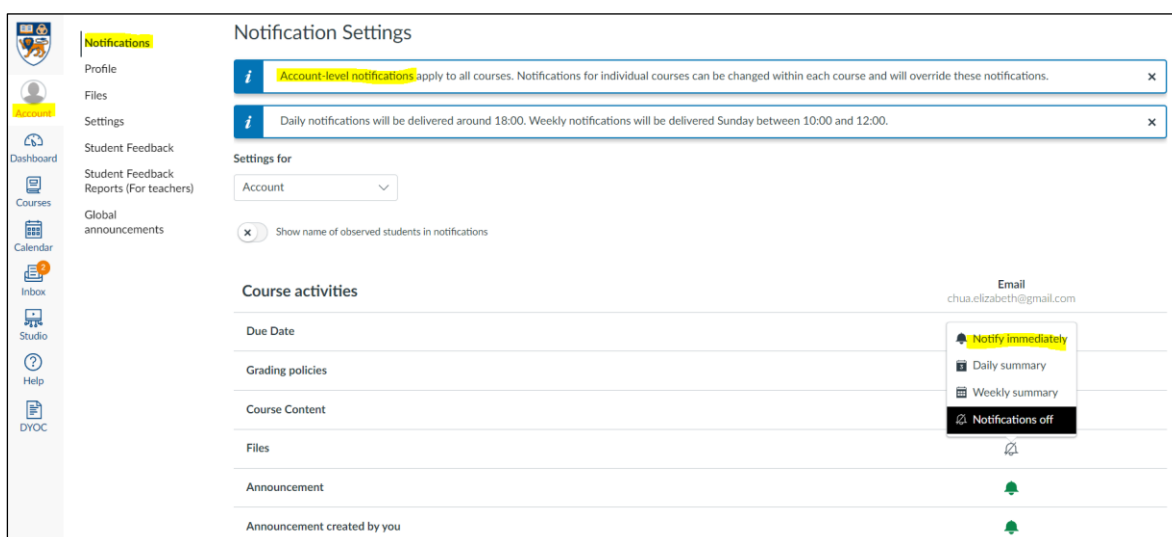 Account
Dashboard
Courses
Calendar
2
Inbox
Studio
Help
DYOC
Notifications
Profile
Files
Settings
Student Feedback
Student Feedback
Reports (For teachers)
Global
announcements
Notification Settings
i Account-level notifications apply to all courses. Notifications for individual courses can be changed within each course and will override these notifications. ×
i Daily notifications will be delivered around 18:00. Weekly notifications will be delivered Sunday between 10:00 and 12:00. ×
Settings for
Account
Show name of observed students in notifications
Course activities
Email
chua.elizabeth@gmail.com
Due Date
Notify immediately
Grading policies
Daily summary
Weekly summary
Course Content
Notifications off
Files
Announcement
Announcement created by you